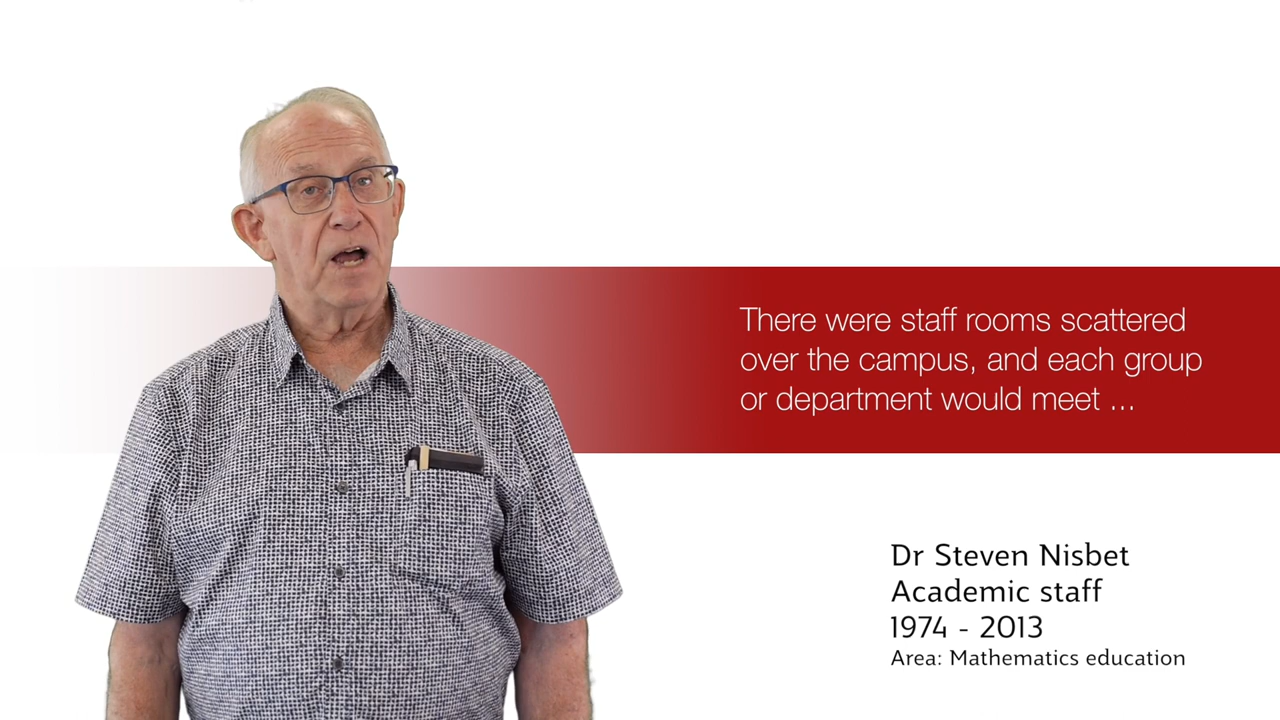 There were staff rooms scattered
over the campus, and each group
or department would meet ...
Dr Steven Nisbet
Academic staff
1974 - 2013
Area: Mathematics education